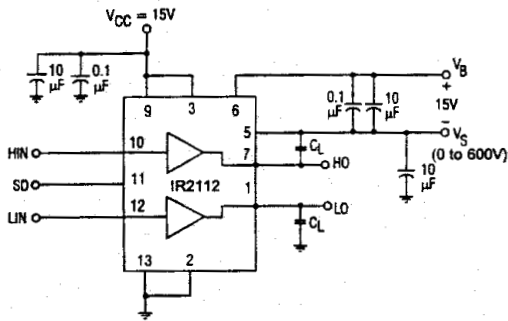 VCC = 15V
10 µF
0.1 µF
9
3
6
0.1 µF
10 µF
VB
+
15V
−
VS
(0 to 600V)
HIN
10
5
CL
7
HO
10 µF
SD
11
IR2112
1
LIN
12
LO
CL
13
2